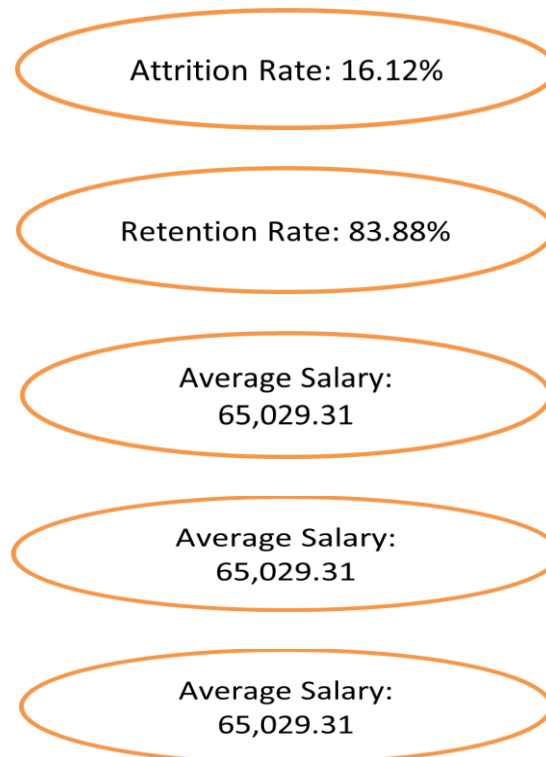 Attrition Rate: 16.12%
Retention Rate: 83.88%
Average Salary:
65,029.31
Average Salary:
65,029.31
Average Salary:
65,029.31